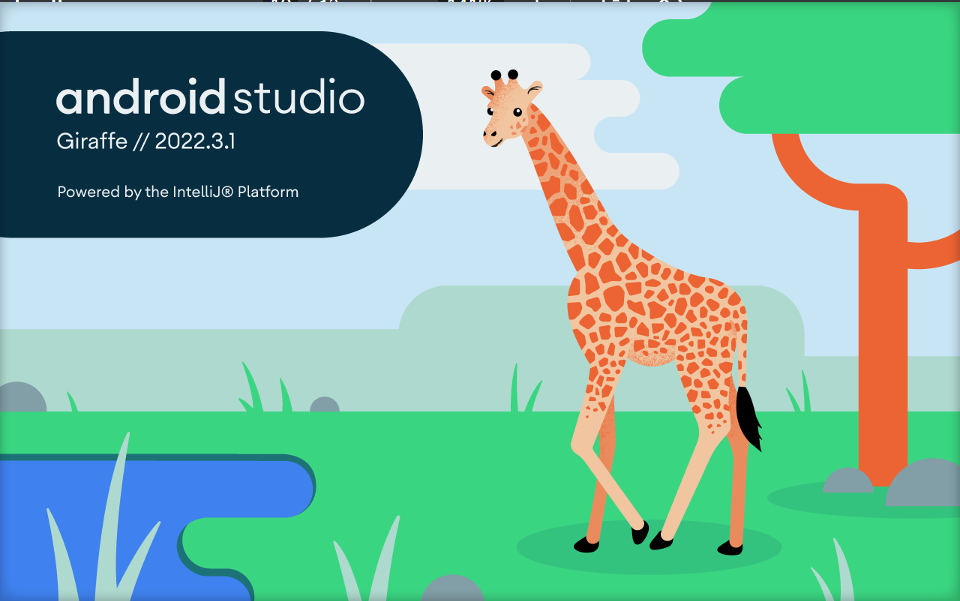 android studio
Giraffe // 2022.3.1
Powered by the IntelliJ® Platform